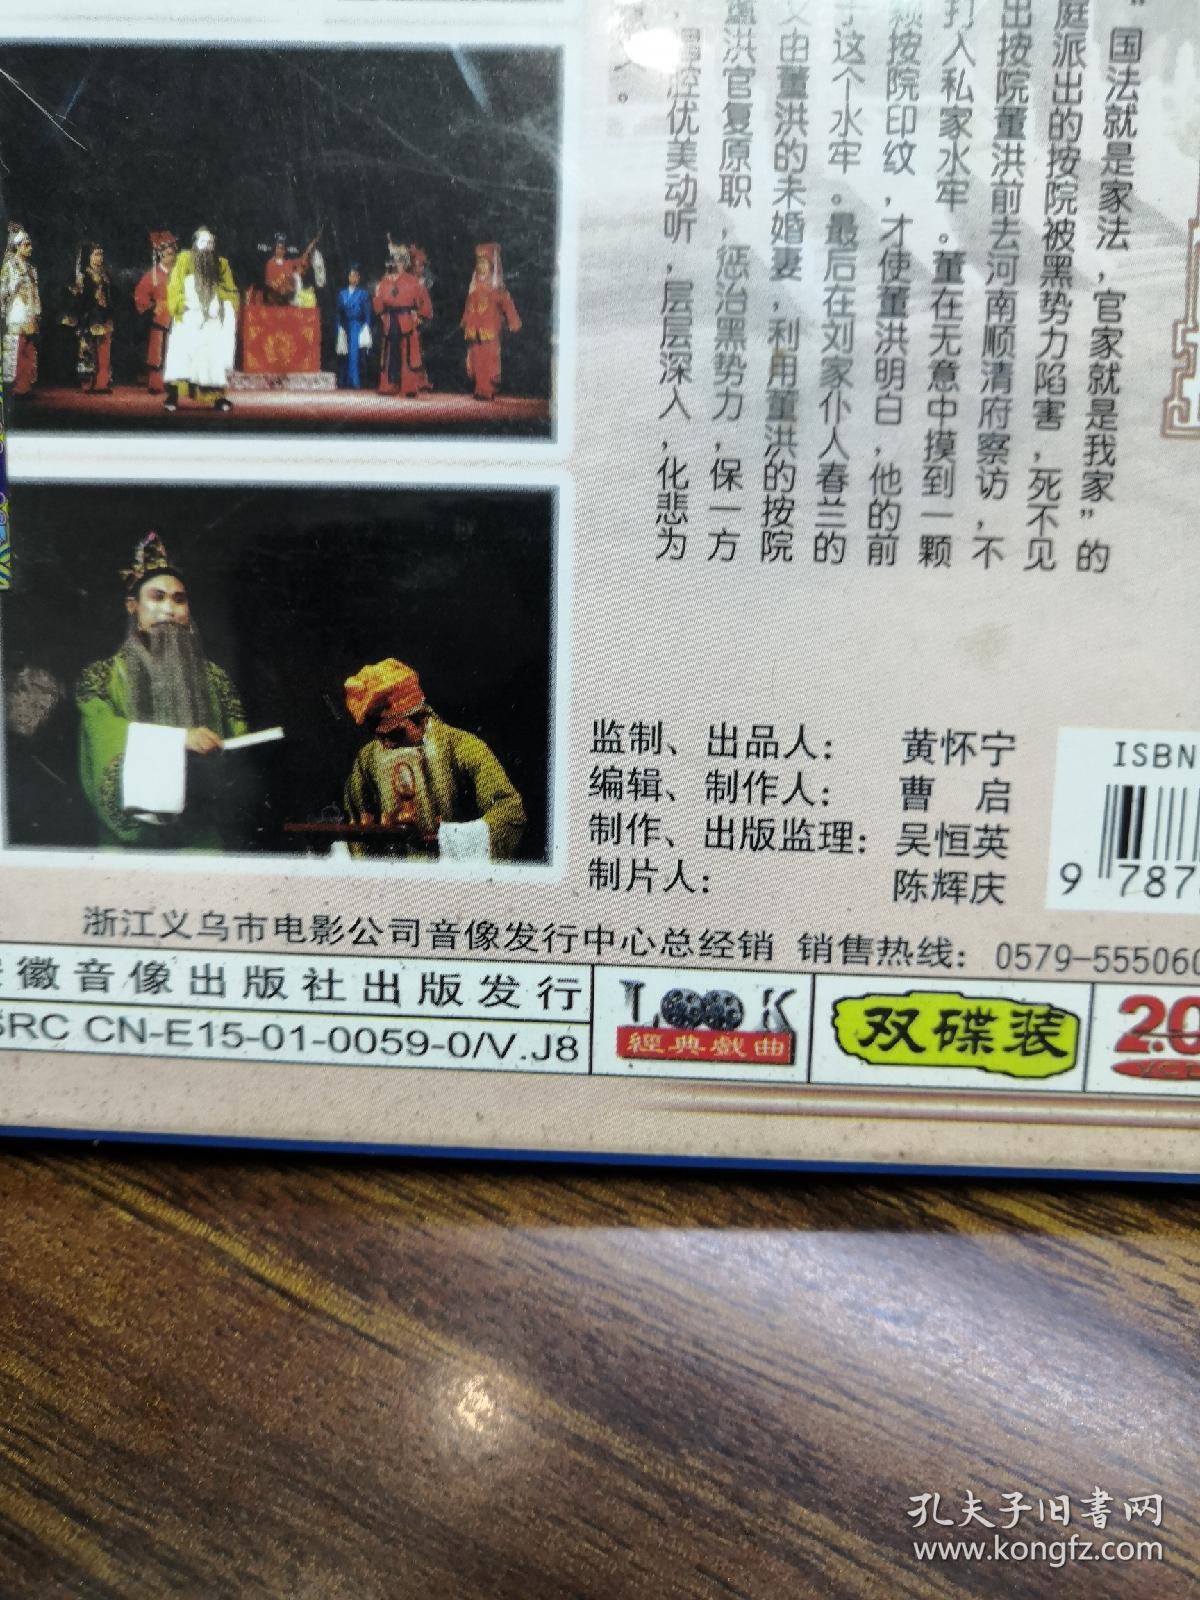 “国法就是家法，官家就是我家”的
庭派出的按院被黑势力陷害，死不见
出按院董洪前去河南顺清府察访，不
打入私家水牢。董在无意中摸到一颗
颗按院印纹，才使董洪明白，他的前
于这个水牢。最后在刘家仆人春兰的
又由董洪的未婚妻，利用董洪的按院
董洪官复原职，惩治黑势力，保一方
腔优美动听，层层深入，化悲为
。
监制、出品人： 黄怀宁
编辑、制作人： 曹 启
制作、出版监理：吴恒英
制片人： 陈辉庆
ISBN
9 787
浙江义乌市电影公司音像发行中心总经销 销售热线：0579-555060
徽音像出版社出版发行
SRC CN-E15-01-0059-0/V.J8
LOOK
經典戲曲
双碟装
2.0
VCD
孔夫子旧書网
www.kongfz.com